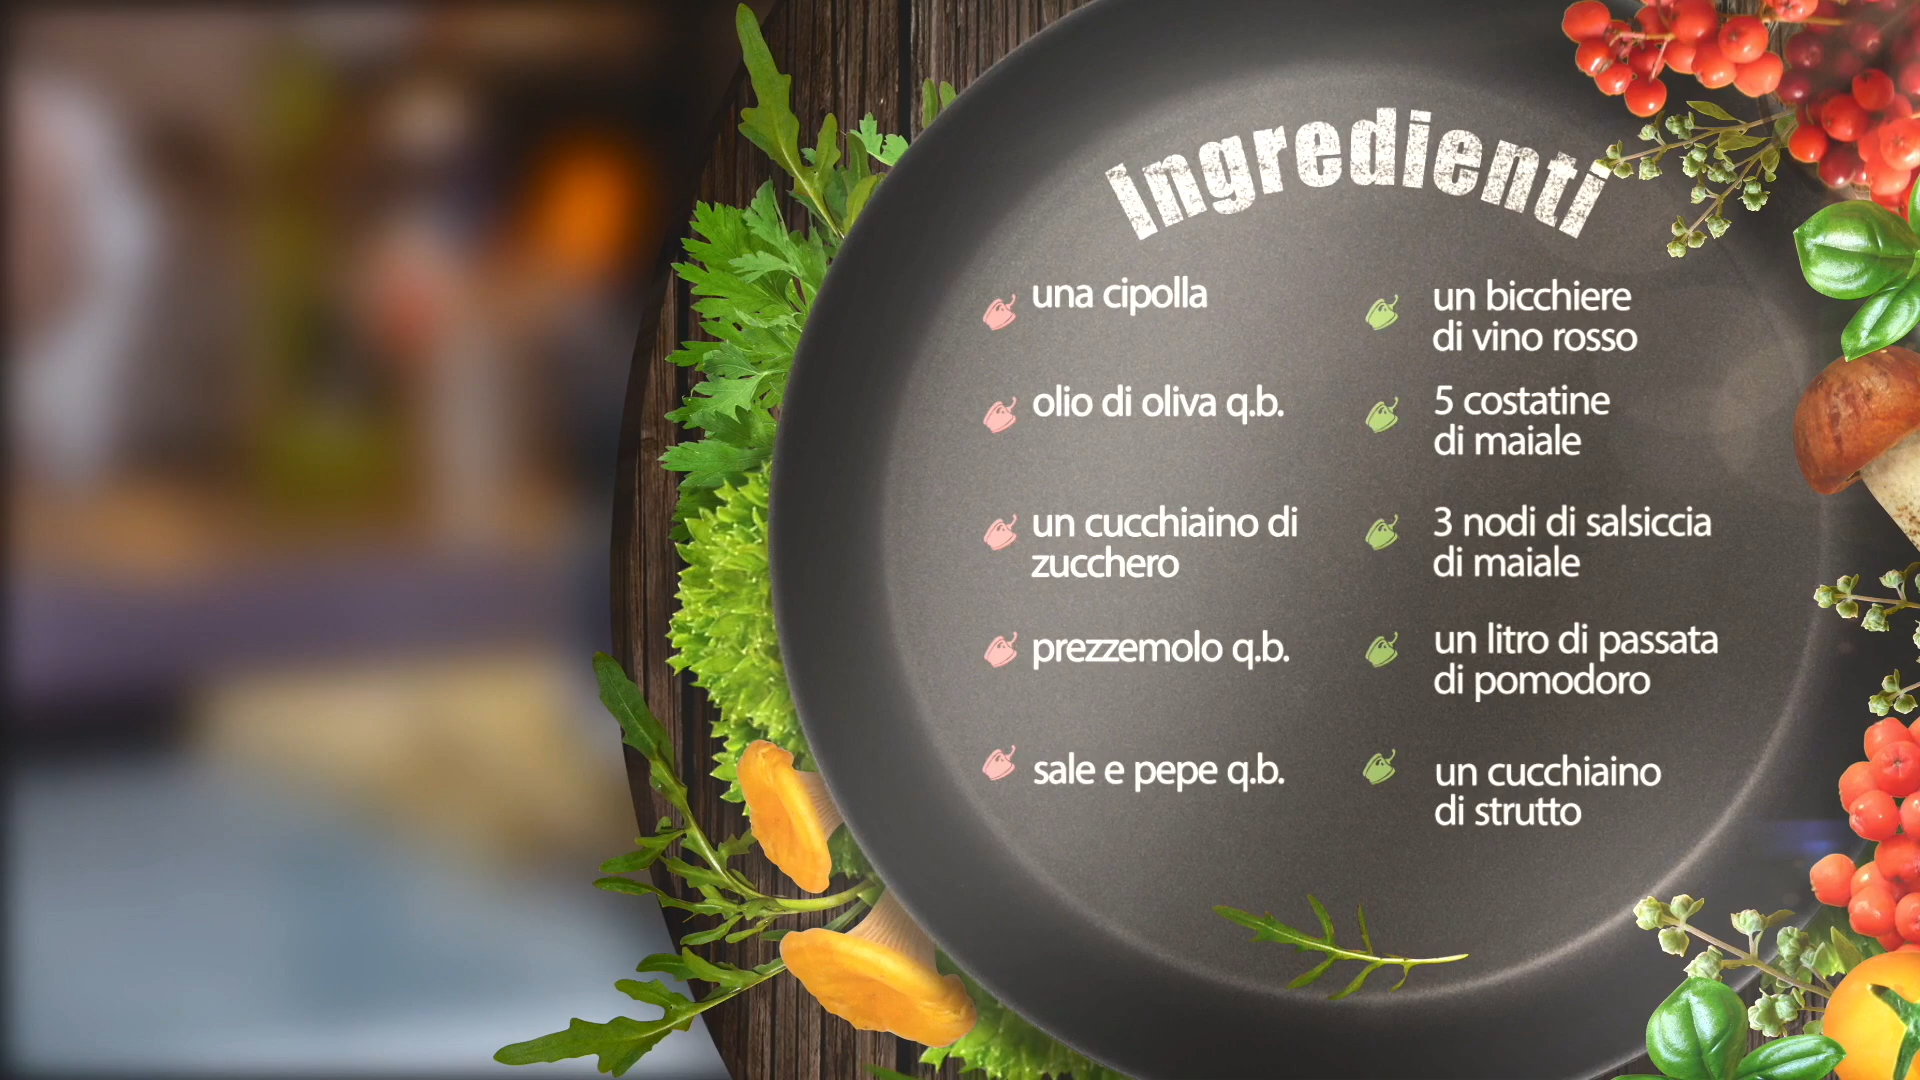 Ingredienti
una cipolla
olio di oliva q.b.
un cucchiaino di
zucchero
prezzemolo q.b.
sale e pepe q.b.
un bicchiere
di vino rosso
5 costatine
di maiale
3 nodi di salsiccia
di maiale
un litro di passata
di pomodoro
un cucchiaino
di strutto